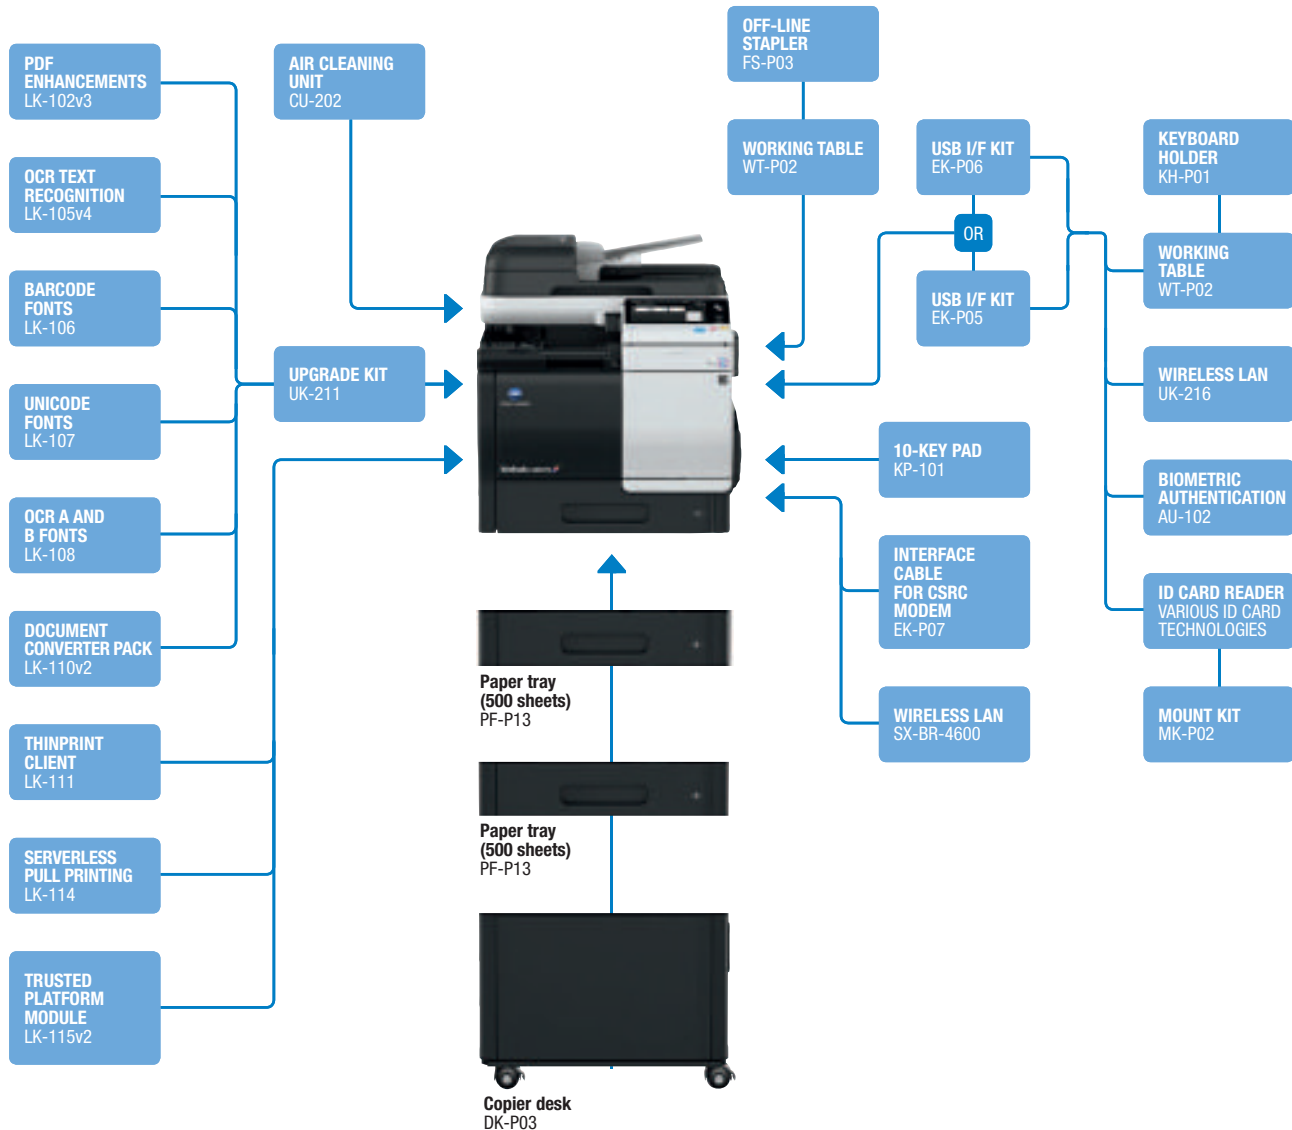 PDF
ENHANCEMENTS
LK-102v3
OCR TEXT
RECOGNITION
LK-105v4
BARCODE
FONTS
LK-106
UNICODE
FONTS
LK-107
OCR A AND
B FONTS
LK-108
DOCUMENT
CONVERTER PACK
LK-110v2
THINPRINT
CLIENT
LK-111
SERVERLESS
PULL PRINTING
LK-114
TRUSTED
PLATFORM
MODULE
LK-115v2
AIR CLEANING
UNIT
CU-202
UPGRADE KIT
UK-211
Paper tray
(500 sheets)
PF-P13
Paper tray
(500 sheets)
PF-P13
Copier desk
DK-P03
OFF-LINE
STAPLER
FS-P03
WORKING TABLE
WT-P02
USB I/F KIT
EK-P06
OR
USB I/F KIT
EK-P05
10-KEY PAD
KP-101
INTERFACE
CABLE
FOR CSRC
MODEM
EK-P07
WIRELESS LAN
SX-BR-4600
KEYBOARD
HOLDER
KH-P01
WORKING
TABLE
WT-P02
WIRELESS LAN
UK-216
BIOMETRIC
AUTHENTICATION
AU-102
ID CARD READER
VARIOUS ID CARD
TECHNOLOGIES
MOUNT KIT
MK-P02